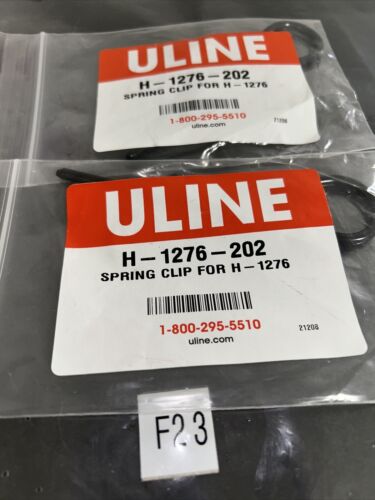 ULINE
H-1276-202
SPRING CLIP FOR H-1276
1-800-295-5510
uline.com
21208
ULINE
H-1276-202
SPRING CLIP FOR H-1276
1-800-295-5510
uline.com
21208
F23